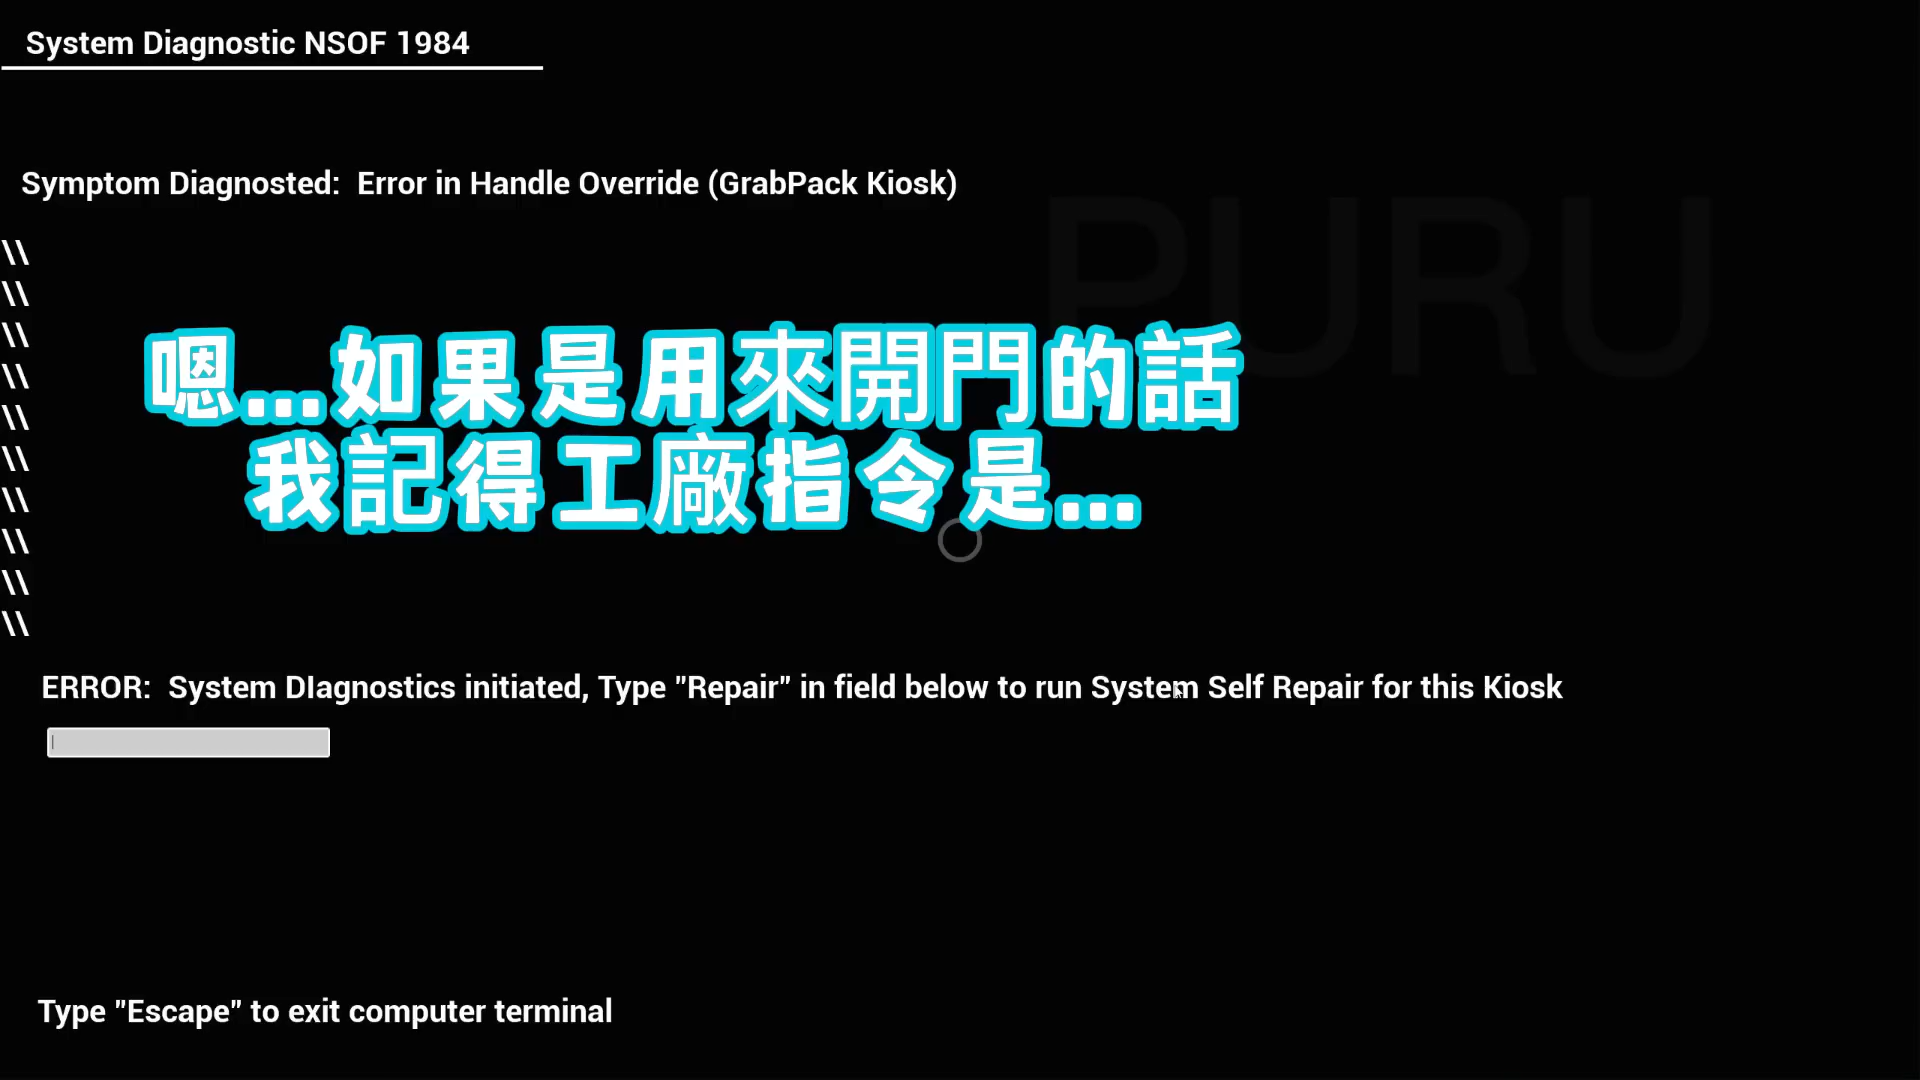 System Diagnostic NSOF 1984
Symptom Diagnosted:  Error in Handle Override (GrabPack Kiosk)
PURU
\\
\\
\\
\\
\\
\\
\\
\\
\\
\\
嗯...如果是用來開門的話
我記得工廠指令是...
ERROR:  System DIagnostics initiated, Type "Repair" in field below to run System Self Repair for this Kiosk
Type "Escape" to exit computer terminal